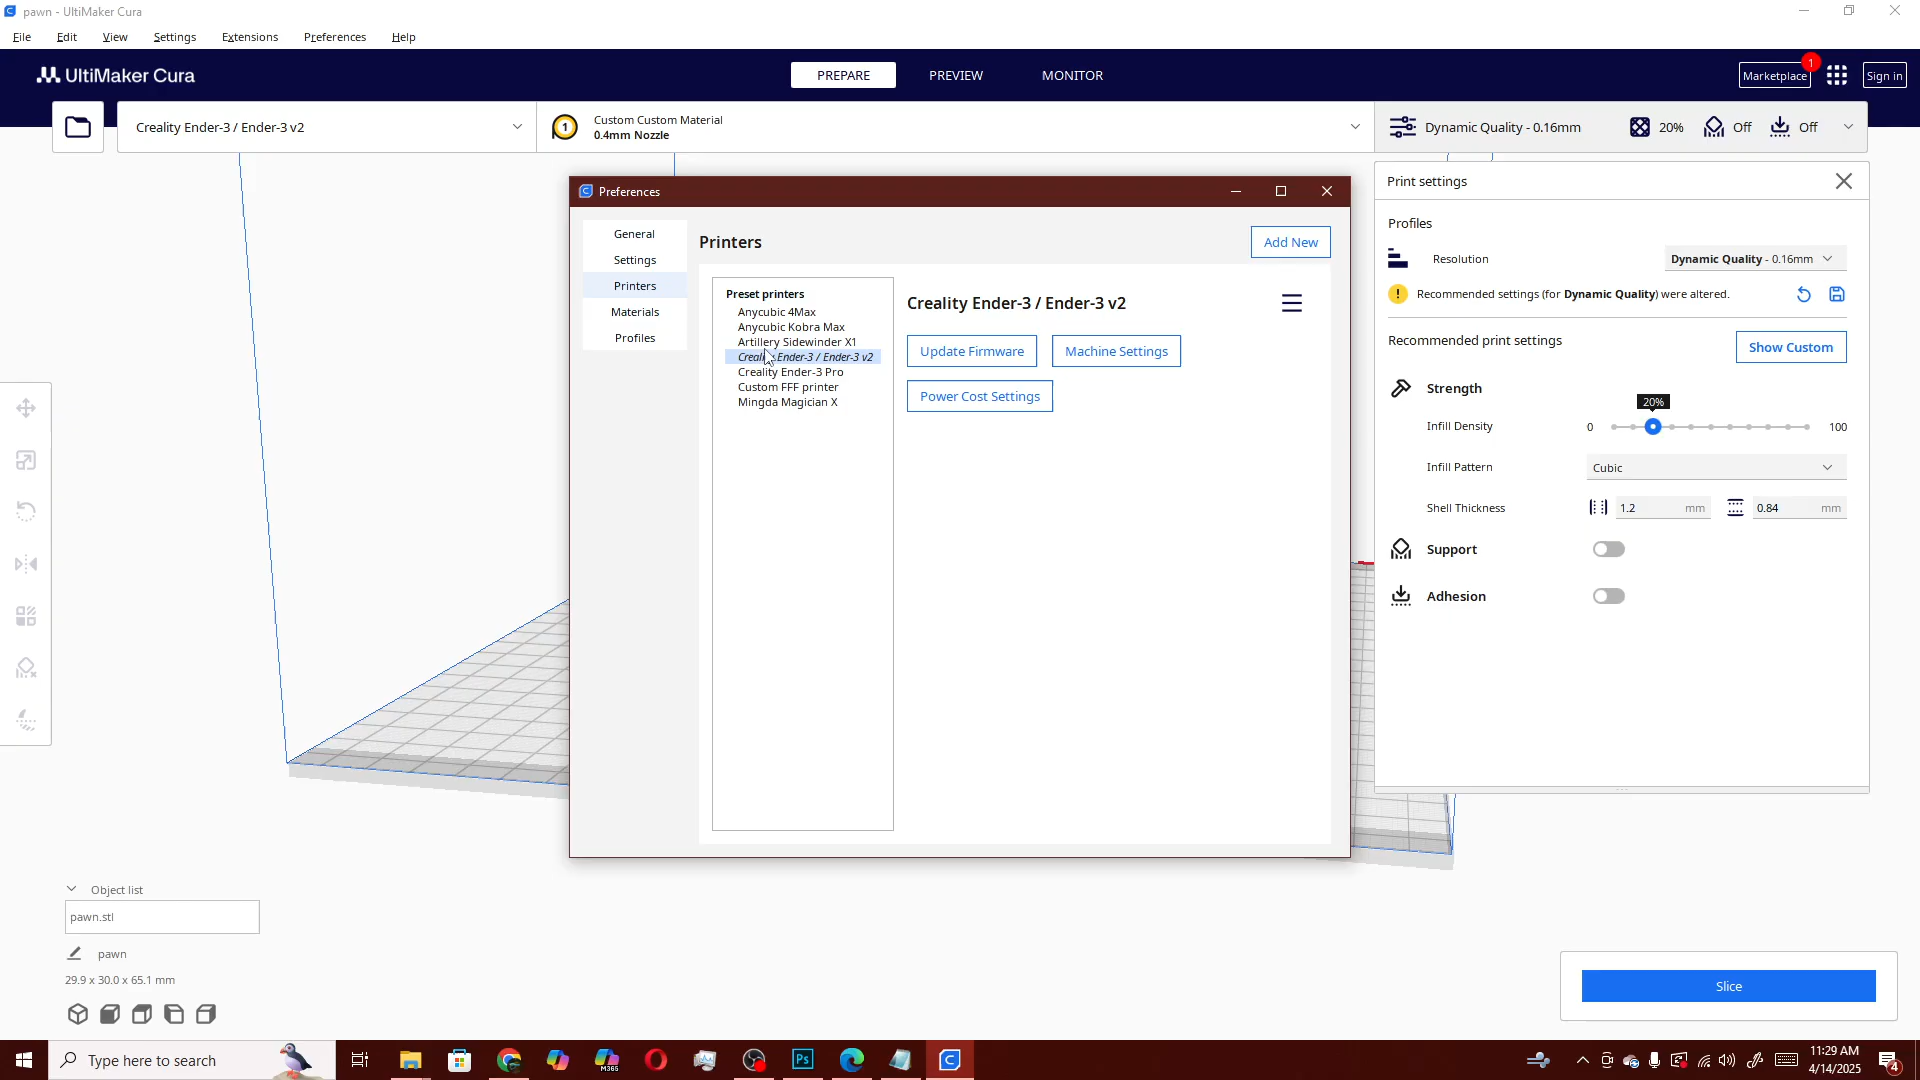 pawn - UltiMaker Cura
File Edit View Settings Extensions Preferences Help
UltiMaker Cura
PREPARE PREVIEW MONITOR
Marketplace 1 Sign in
Creality Ender-3 / Ender-3 v2
1 Custom Custom Material
0.4mm Nozzle
Dynamic Quality - 0.16mm 20% Off Off
Preferences
General
Settings
Printers
Materials
Profiles
Printers
Add New
Preset printers
Anycubic 4Max
Anycubic Kobra Max
Artillery Sidewinder X1
Creality Ender-3 / Ender-3 v2
Creality Ender-3 Pro
Custom FFF printer
Mingda Magician X
Creality Ender-3 / Ender-3 v2
Update Firmware Machine Settings
Power Cost Settings
Print settings
Profiles
Resolution Dynamic Quality - 0.16mm
! Recommended settings (for Dynamic Quality) were altered.
Recommended print settings Show Custom
Strength
20%
Infill Density 0 100
Infill Pattern Cubic
Shell Thickness 1.2 mm 0.84 mm
Support
Adhesion
Object list
pawn.stl
pawn
29.9 x 30.0 x 65.1 mm
Slice
Type here to search
M365
Ps
11:29 AM
4/14/2025
4